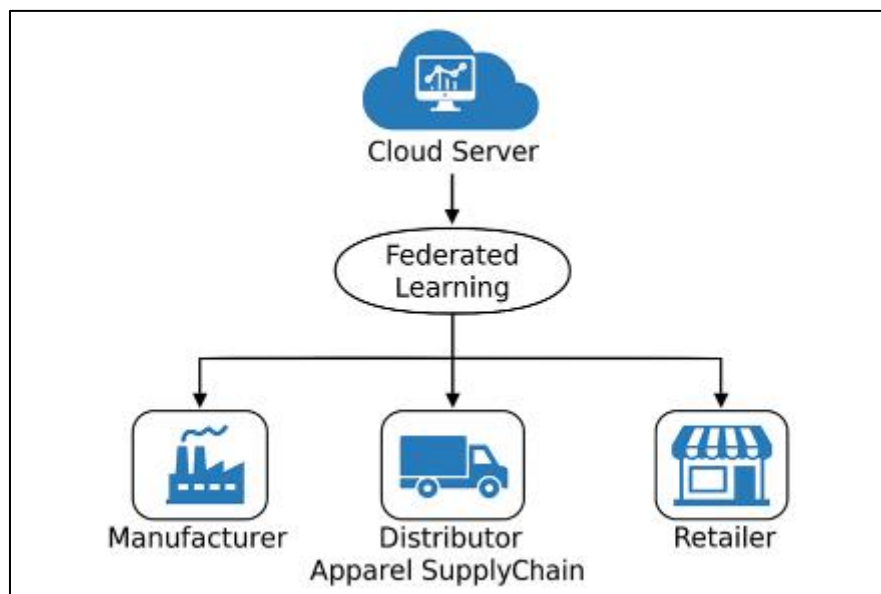 Cloud Server
Federated
Learning
Manufacturer
Distributor
Retailer
Apparel SupplyChain